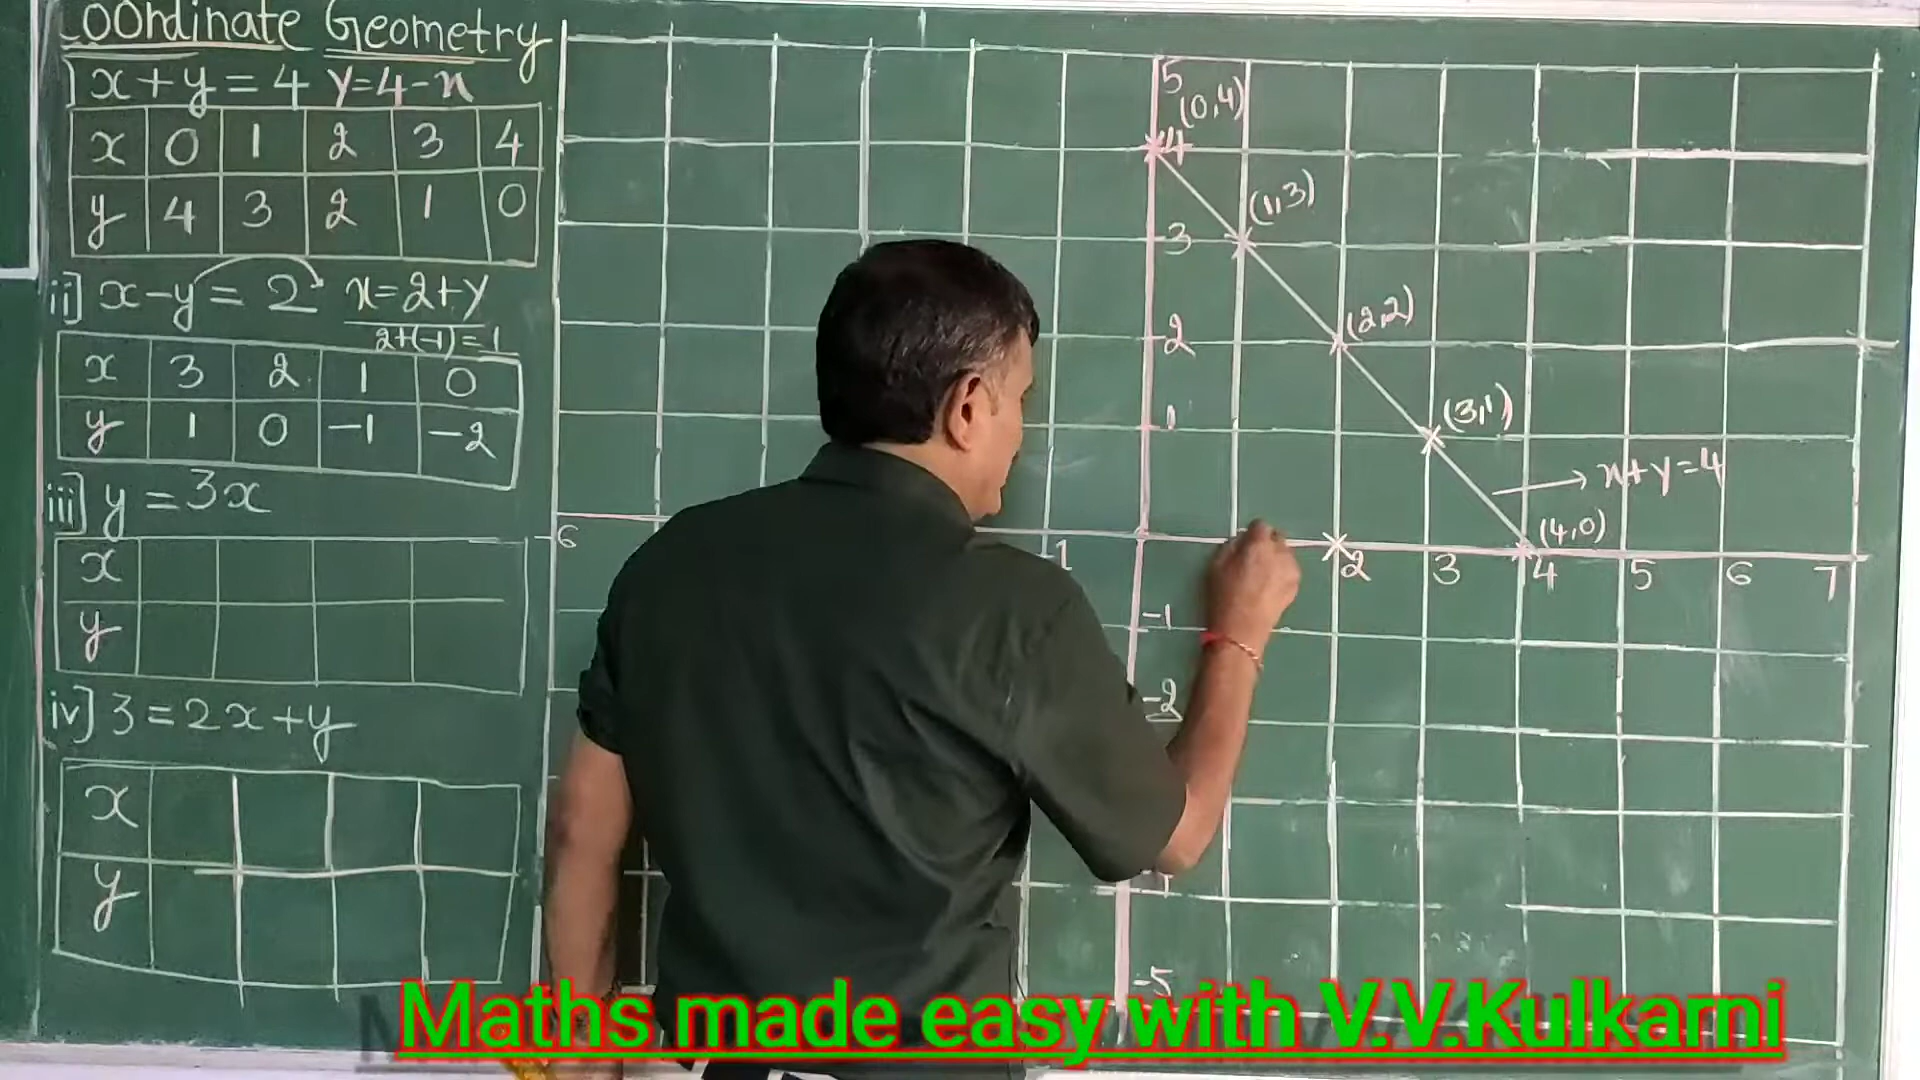 Coordinate Geometry
i] x+y=4 y=4-x
x 0 1 2 3 4
y 4 3 2 1 0
ii] x-y=2 x=2+y
2+(-1)=1
x 3 2 1 0
y 1 0 -1 -2
iii] y=3x
x
y
iv] 3=2x+y
x
y
5
(0,4)
4
(1,3)
3
(2,2)
2
(3,1)
1
x+y=4
(4,0)
6 -1 2 3 4 5 6 7
-1
-2
-5
Maths made easy with V.V.Kulkarni